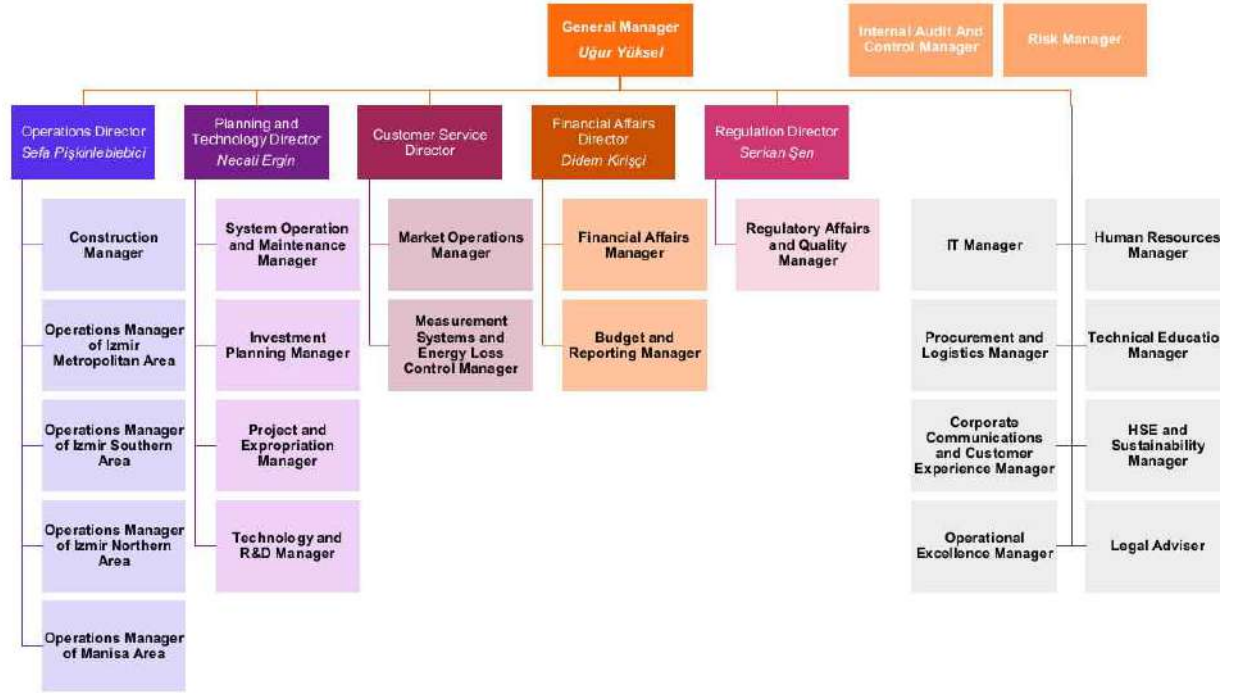 General Manager
Uğur Yüksel
Internal Audit And
Control Manager
Risk Manager
Operations Director
Sefa Pişkinleblebici
Planning and
Technology Director
Necati Ergin
Customer Service
Director
Financial Affairs
Director
Didem Kirişçi
Regulation Director
Serkan Şen
Construction
Manager
Operations Manager
of Izmir
Metropolitan Area
Operations Manager
of Izmir Southern
Area
Operations Manager
of Izmir Northern
Area
Operations Manager
of Manisa Area
System Operation
and Maintenance
Manager
Investment
Planning Manager
Project and
Expropriation
Manager
Technology and
R&D Manager
Market Operations
Manager
Measurement
Systems and
Energy Loss
Control Manager
Financial Affairs
Manager
Budget and
Reporting Manager
Regulatory Affairs
and Quality
Manager
IT Manager
Procurement and
Logistics Manager
Corporate
Communications
and Customer
Experience Manager
Operational
Excellence Manager
Human Resources
Manager
Technical Educatio
Manager
HSE and
Sustainability
Manager
Legal Adviser